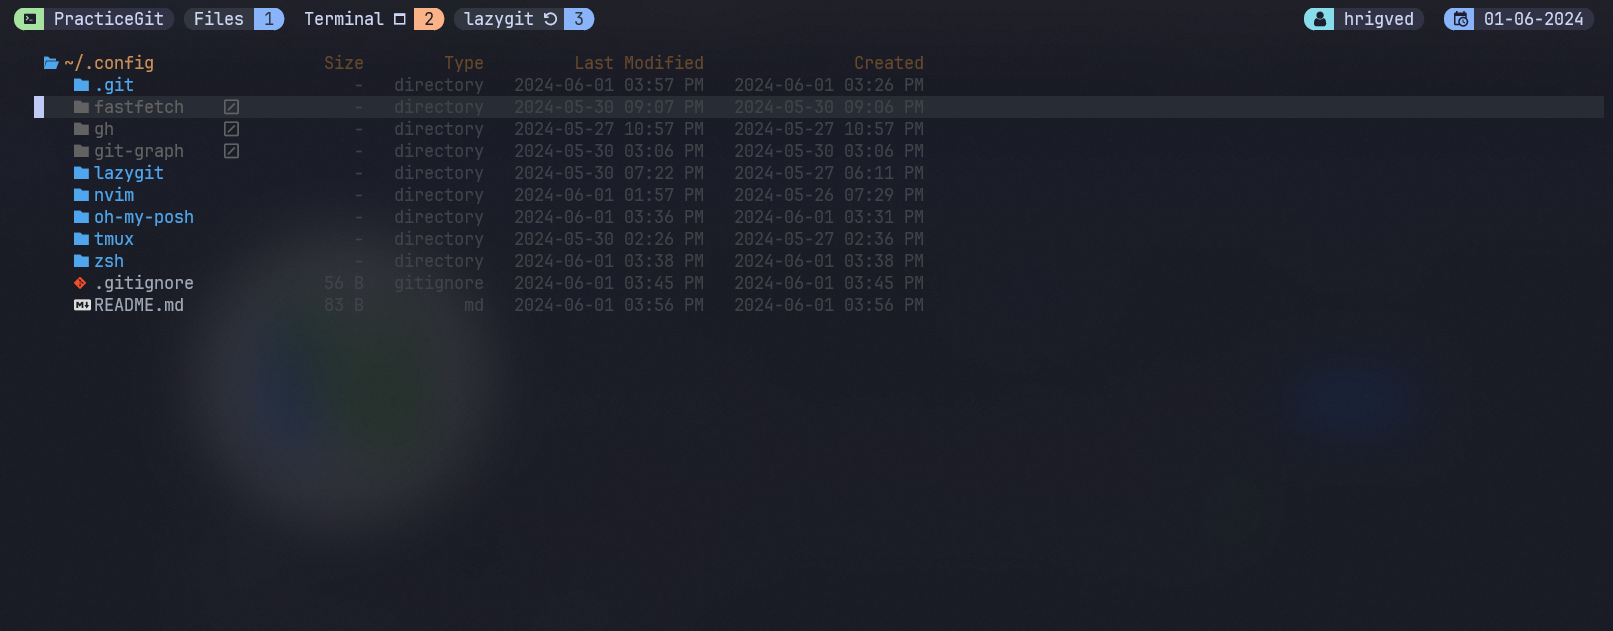 PracticeGit Files 1 Terminal 2 lazygit 3 hrigved 01-06-2024
~/.config Size Type Last Modified Created
.git - directory 2024-06-01 03:57 PM 2024-06-01 03:26 PM
fastfetch - directory 2024-05-30 09:07 PM 2024-05-30 09:06 PM
gh - directory 2024-05-27 10:57 PM 2024-05-27 10:57 PM
git-graph - directory 2024-05-30 03:06 PM 2024-05-30 03:06 PM
lazygit - directory 2024-05-30 07:22 PM 2024-05-27 06:11 PM
nvim - directory 2024-06-01 01:57 PM 2024-05-26 07:29 PM
oh-my-posh - directory 2024-06-01 03:36 PM 2024-06-01 03:31 PM
tmux - directory 2024-05-30 02:26 PM 2024-05-27 02:36 PM
zsh - directory 2024-06-01 03:38 PM 2024-06-01 03:38 PM
.gitignore 56 B gitignore 2024-06-01 03:45 PM 2024-06-01 03:45 PM
README.md 83 B md 2024-06-01 03:56 PM 2024-06-01 03:56 PM